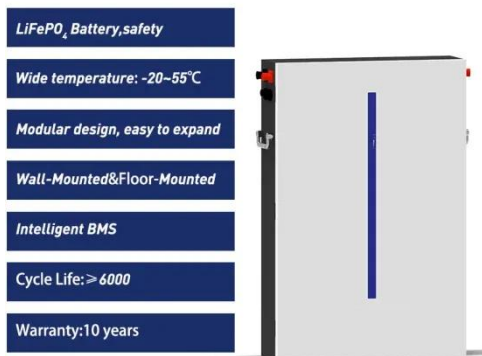 LiFePO₄ Battery,safety
Wide temperature: -20~55℃
Modular design, easy to expand
Wall-Mounted&Floor-Mounted
Intelligent BMS
Cycle Life:≥6000
Warranty:10 years